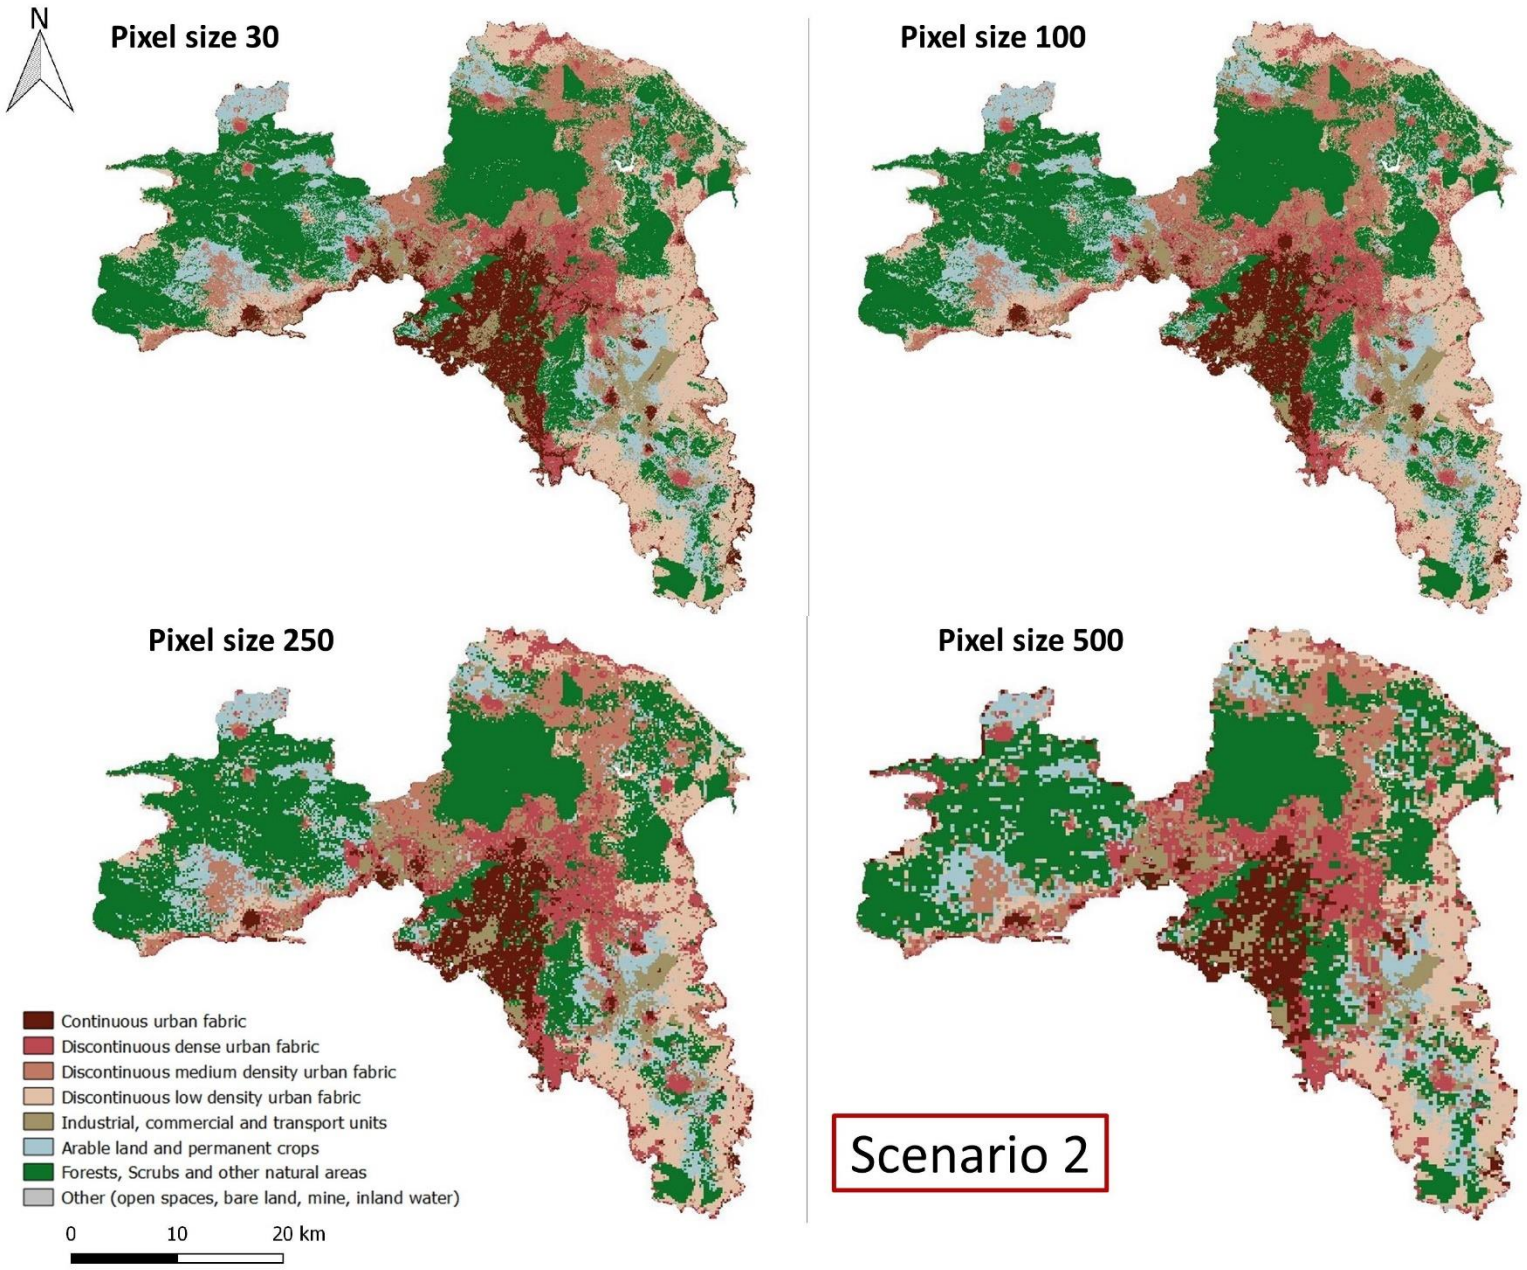 N
Pixel size 30
Pixel size 100
Pixel size 250
Pixel size 500
Continuous urban fabric
Discontinuous dense urban fabric
Discontinuous medium density urban fabric
Discontinuous low density urban fabric
Industrial, commercial and transport units
Arable land and permanent crops
Forests, Scrubs and other natural areas
Other (open spaces, bare land, mine, inland water)
0 10 20 km
Scenario 2